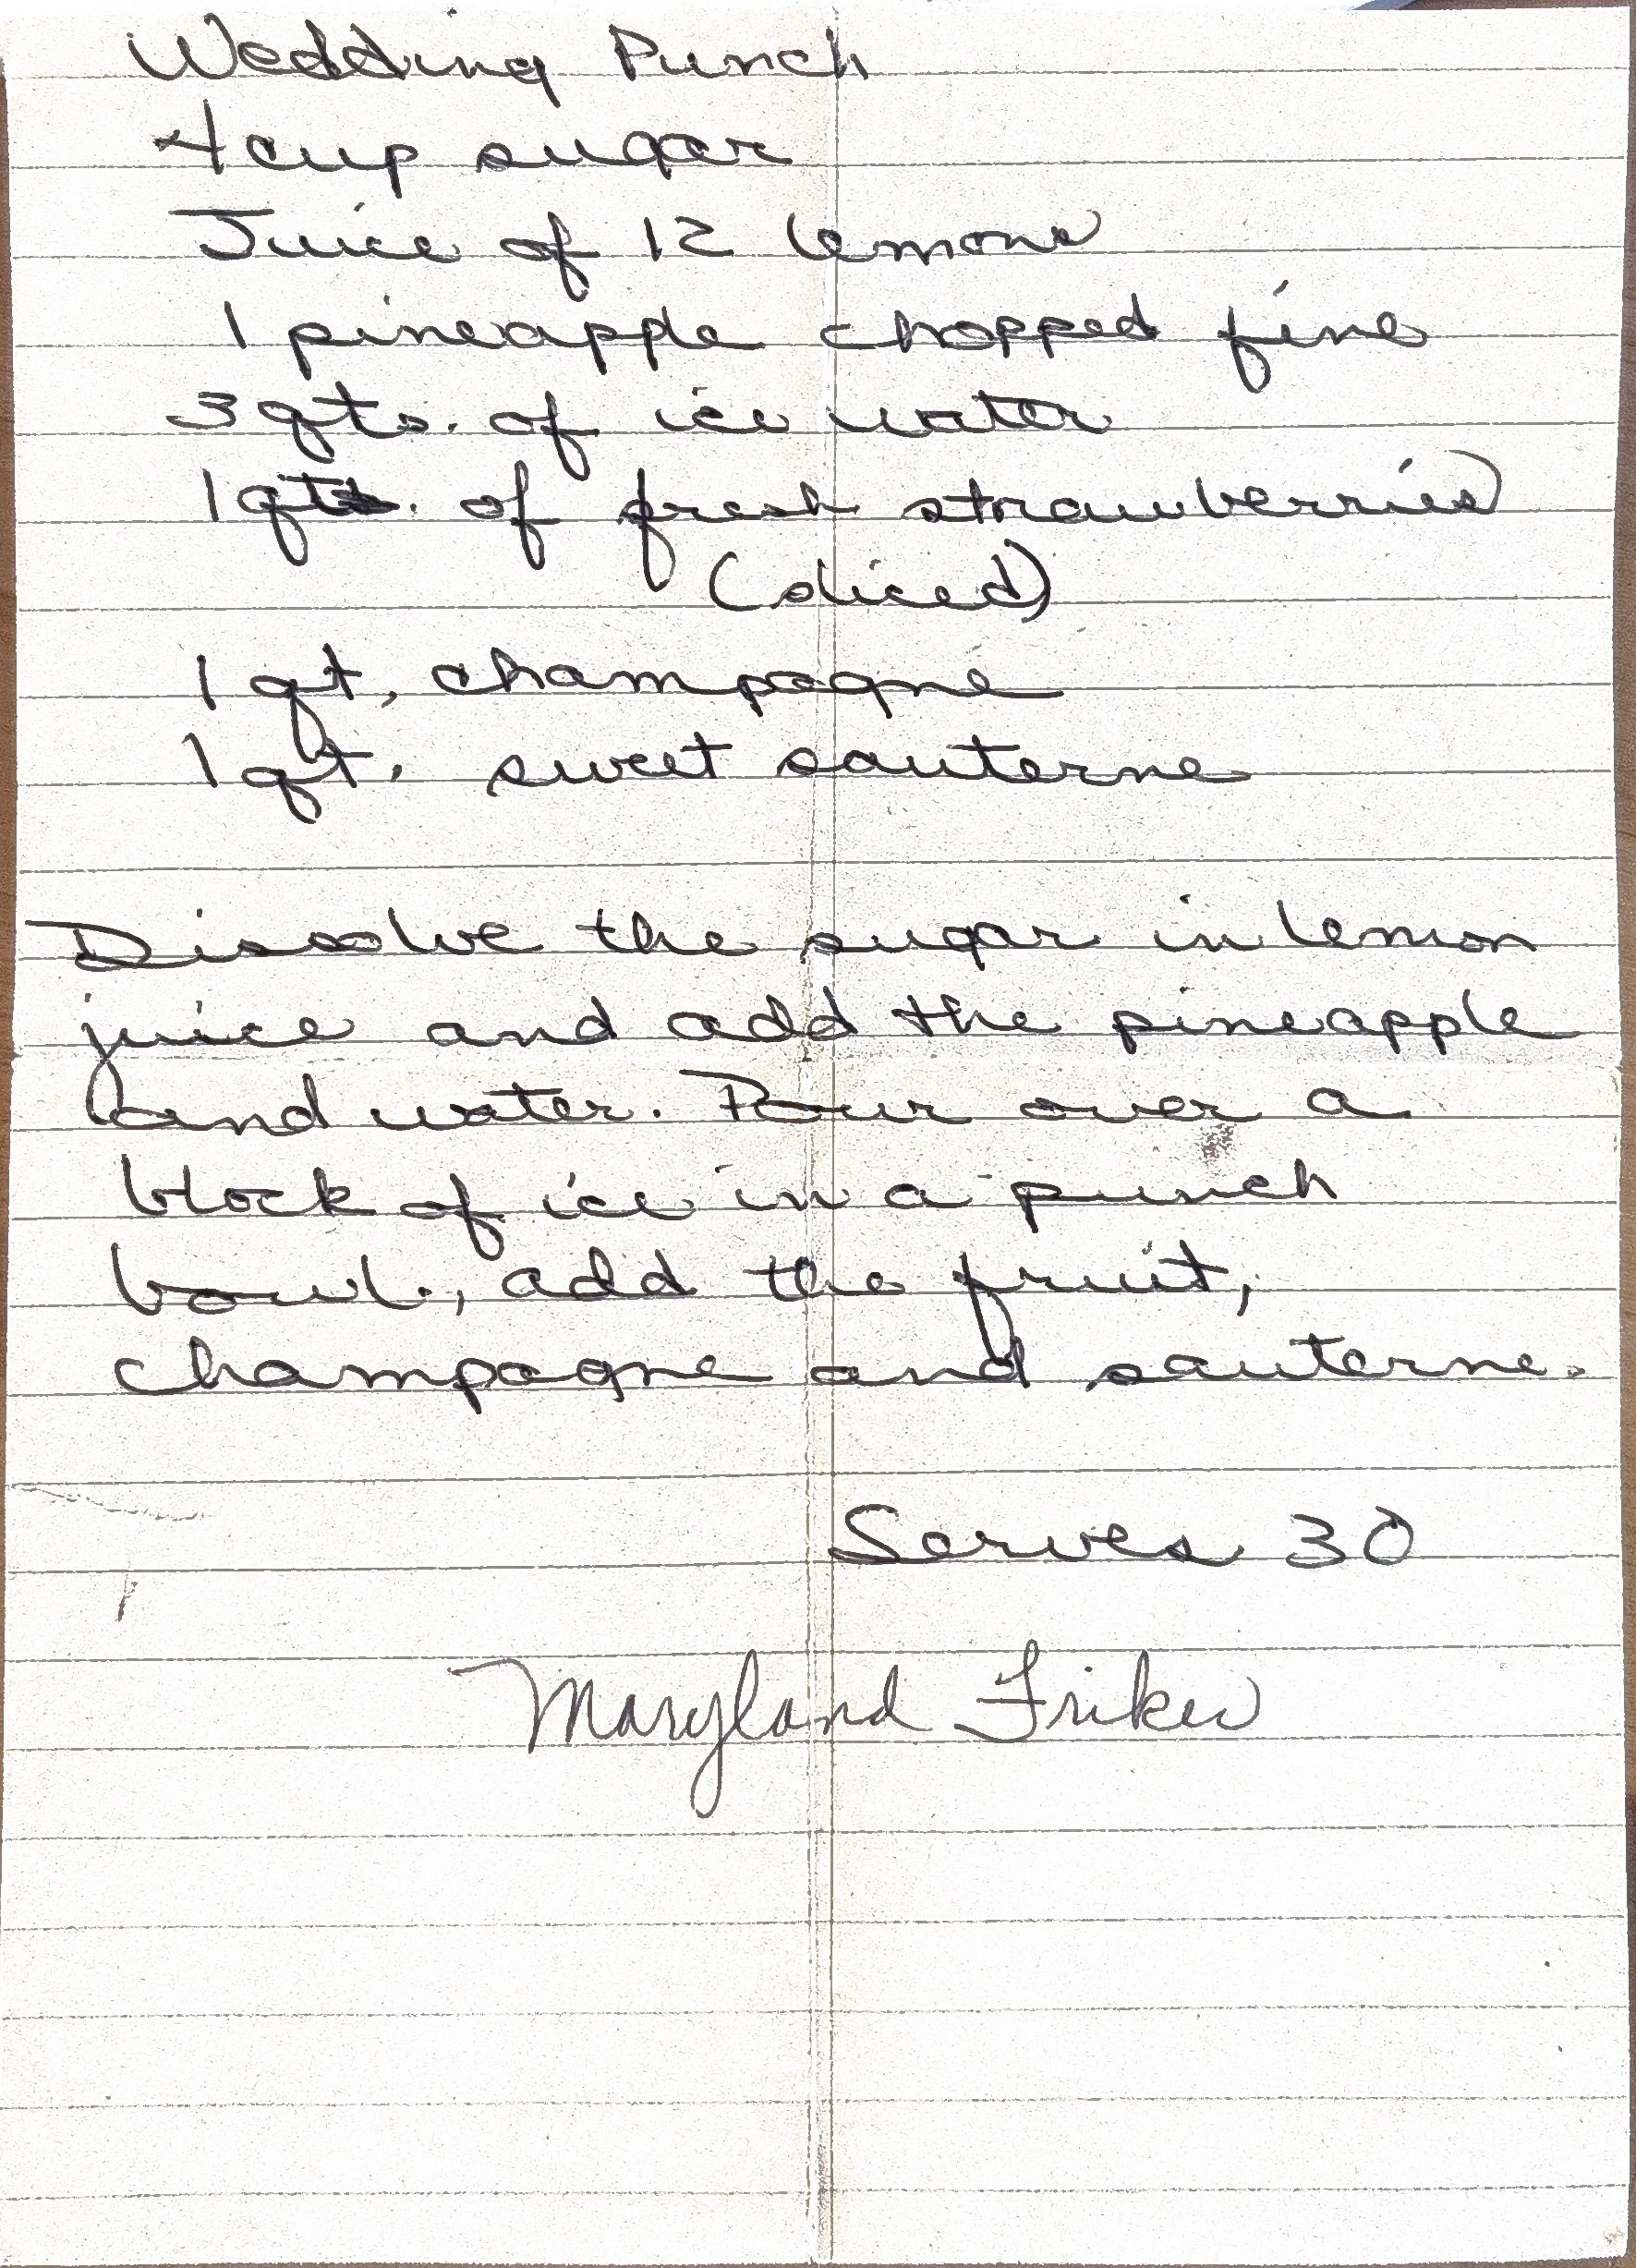 Wedding Punch
4 cup sugar
Juice of 12 lemons
1 pineapple chopped fine
3 qts. of ice water
1 qt. of fresh strawberries
(sliced)
1 qt. champagne
1 qt. sweet sauterne
Dissolve the sugar in lemon
juice and add the pineapple
and water. Pour over a
block of ice in a punch
bowl., add the fruit,
champagne and sauterne.
Serves 30
Maryland